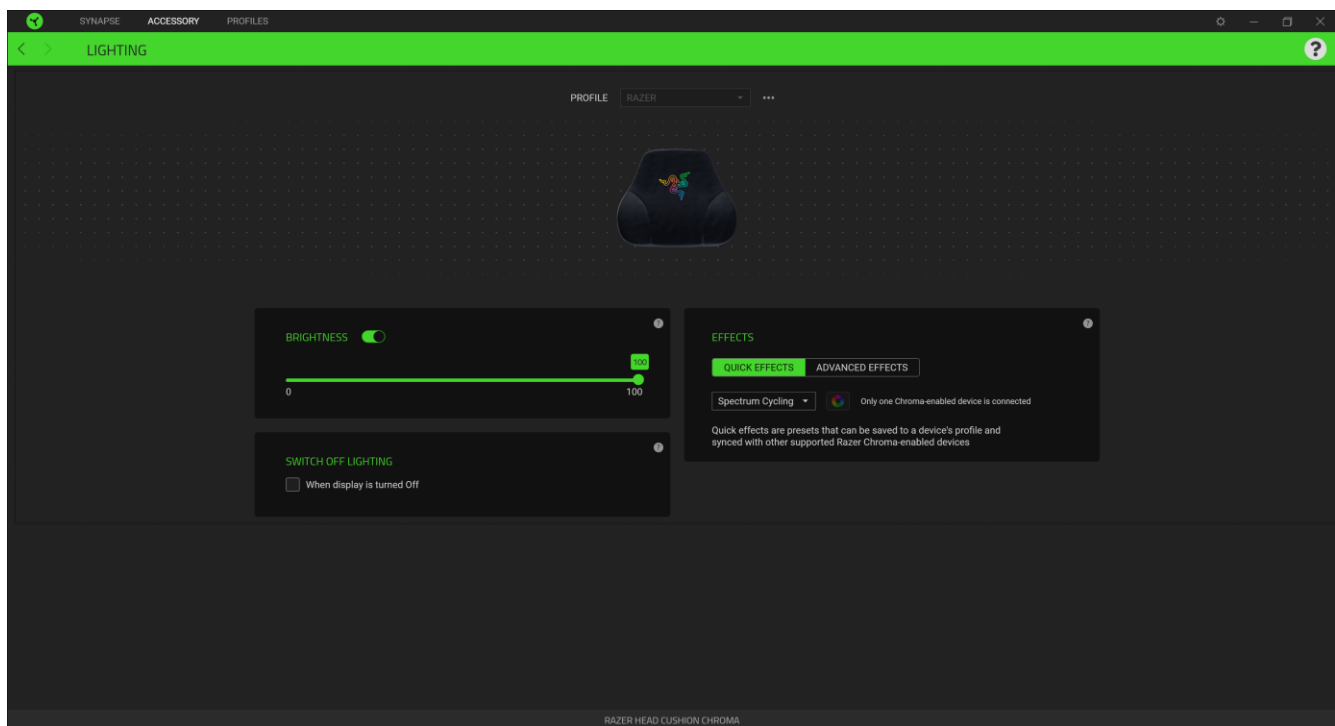 SYNAPSE ACCESSORY PROFILES
LIGHTING
?
PROFILE RAZER
BRIGHTNESS
?
100
0 100
SWITCH OFF LIGHTING
?
When display is turned Off
EFFECTS
?
QUICK EFFECTS ADVANCED EFFECTS
Spectrum Cycling Only one Chroma-enabled device is connected
Quick effects are presets that can be saved to a device's profile and
synced with other supported Razer Chroma-enabled devices
RAZER HEAD CUSHION CHROMA